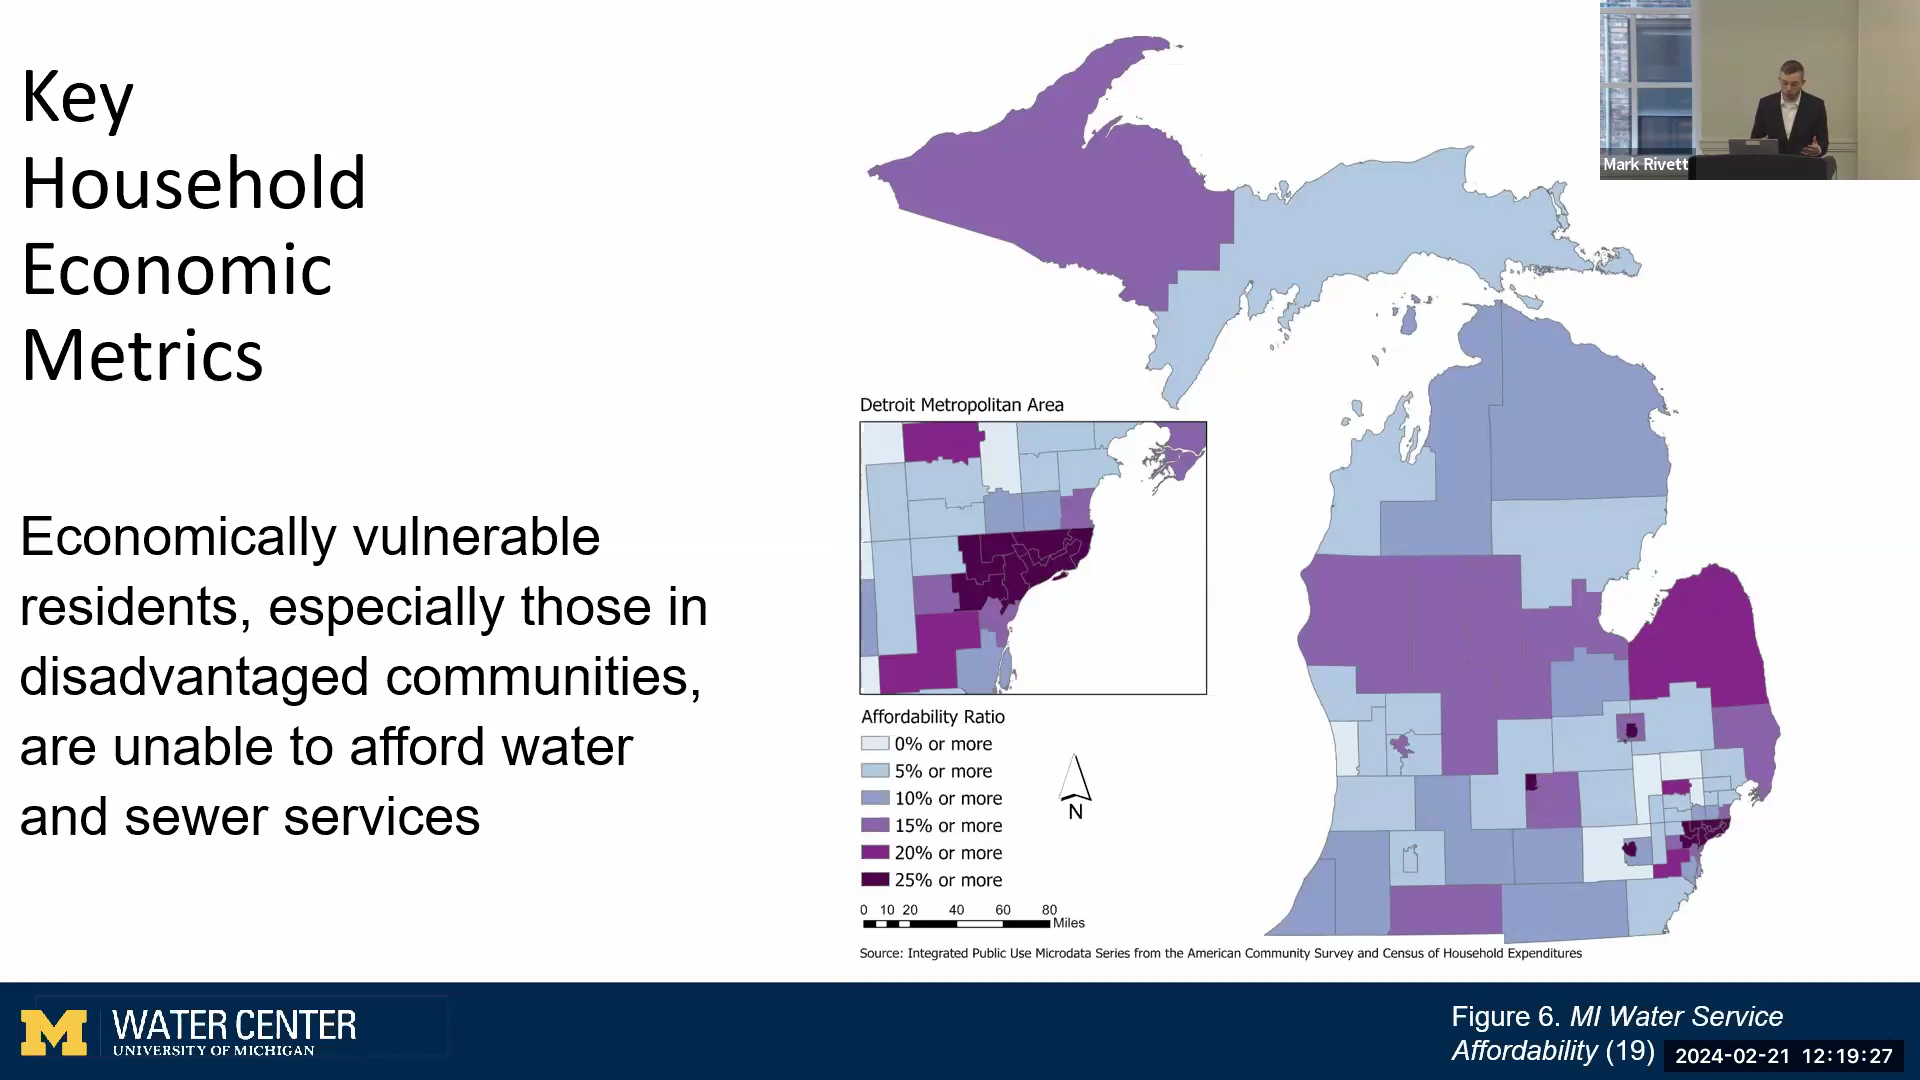 Key
Household
Economic
Metrics
Economically vulnerable
residents, especially those in
disadvantaged communities,
are unable to afford water
and sewer services
Mark Rivett
Detroit Metropolitan Area
Affordability Ratio
0% or more
5% or more
10% or more
15% or more
20% or more
25% or more
N
0 10 20 40 60 80
Miles
Source: Integrated Public Use Microdata Series from the American Community Survey and Census of Household Expenditures
M WATER CENTER
UNIVERSITY OF MICHIGAN
Figure 6. MI Water Service
Affordability (19)
2024-02-21 12:19:27